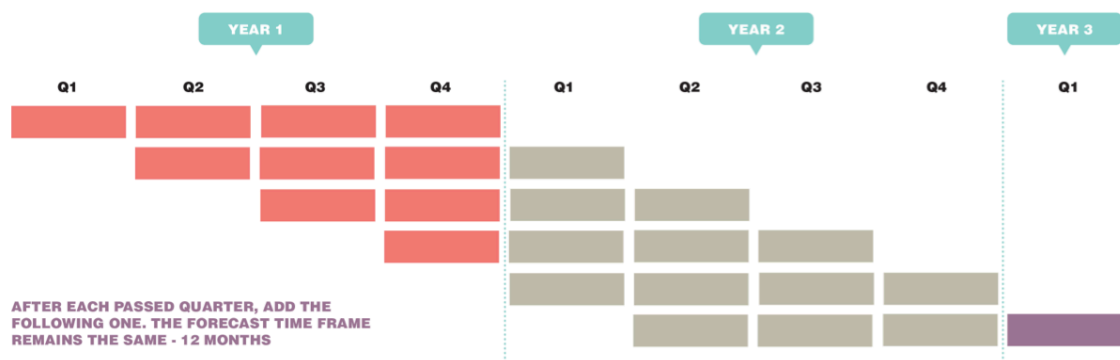 YEAR 1 YEAR 2 YEAR 3
Q1 Q2 Q3 Q4 Q1 Q2 Q3 Q4 Q1
AFTER EACH PASSED QUARTER, ADD THE
FOLLOWING ONE. THE FORECAST TIME FRAME
REMAINS THE SAME - 12 MONTHS